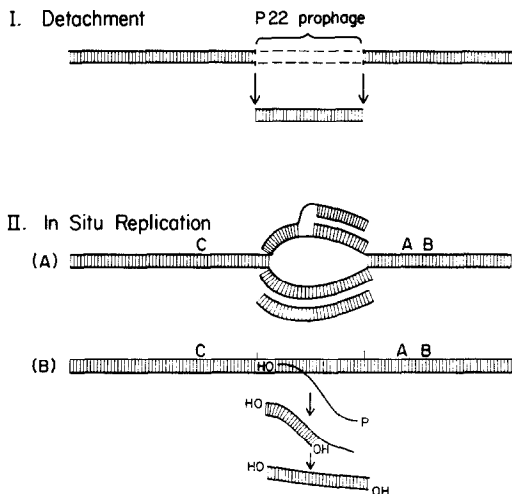 I. Detachment
P22 prophage
II. In Situ Replication
(A)
C
A B
(B)
C
A B
HO
P
HO
OH
HO
OH